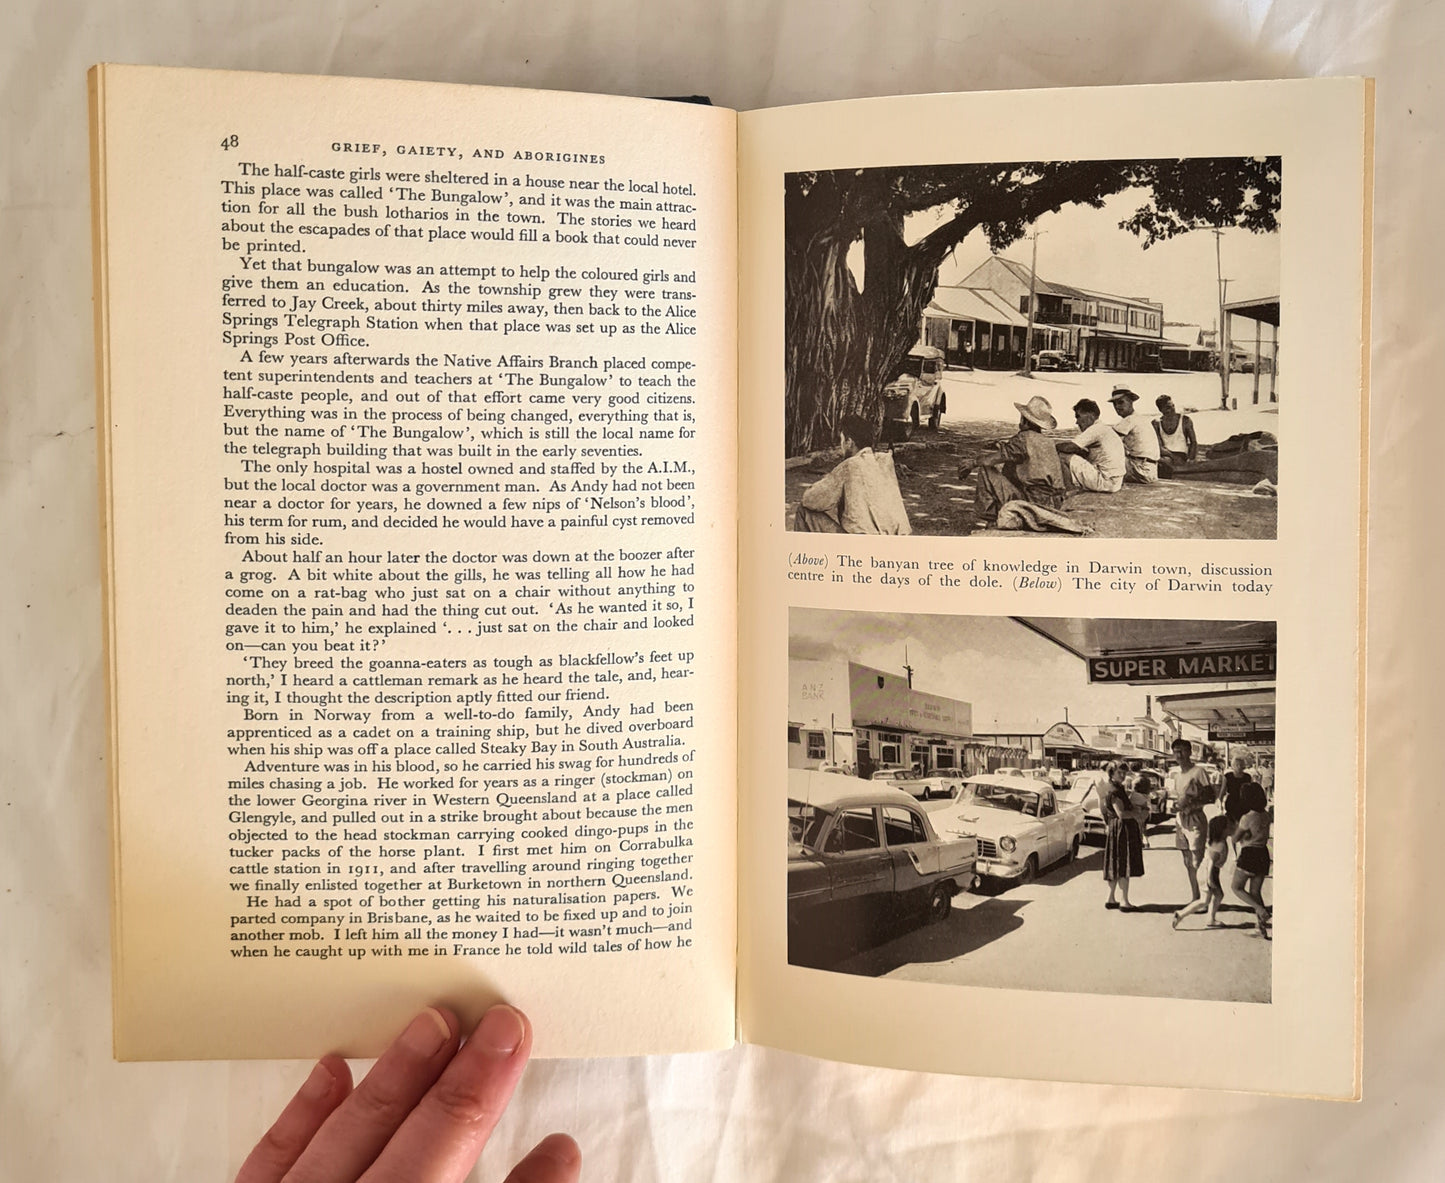 48
GRIEF, GAIETY, AND ABORIGINES
The half-caste girls were sheltered in a house near the local hotel.
This place was called ‘The Bungalow’, and it was the main attrac-
tion for all the bush lotharios in the town. The stories we heard
about the escapades of that place would fill a book that could never
be printed.
Yet that bungalow was an attempt to help the coloured girls and
give them an education. As the township grew they were trans-
ferred to Jay Creek, about thirty miles away, then back to the Alice
Springs Telegraph Station when that place was set up as the Alice
Springs Post Office.
A few years afterwards the Native Affairs Branch placed compe-
tent superintendents and teachers at ‘The Bungalow’ to teach the
half-caste people, and out of that effort came very good citizens.
Everything was in the process of being changed, everything that is,
but the name of ‘The Bungalow’, which is still the local name for
the telegraph building that was built in the early seventies.
The only hospital was a hostel owned and staffed by the A.I.M.,
but the local doctor was a government man. As Andy had not been
near a doctor for years, he downed a few nips of ‘Nelson’s blood’,
his term for rum, and decided he would have a painful cyst removed
from his side.
About half an hour later the doctor was down at the boozer after
a grog. A bit white about the gills, he was telling all how he had
come on a rat-bag who just sat on a chair without anything to
deaden the pain and had the thing cut out. ‘As he wanted it so, I
gave it to him,’ he explained ‘. . . just sat on the chair and looked
on—can you beat it?’
‘They breed the goanna-eaters as tough as blackfellow’s feet up
north,’ I heard a cattleman remark as he heard the tale, and, hear-
ing it, I thought the description aptly fitted our friend.
Born in Norway from a well-to-do family, Andy had been
apprenticed as a cadet on a training ship, but he dived overboard
when his ship was off a place called Steaky Bay in South Australia.
Adventure was in his blood, so he carried his swag for hundreds of
miles chasing a job. He worked for years as a ringer (stockman) on
the lower Georgina river in Western Queensland at a place called
Glengyle, and pulled out in a strike brought about because the men
objected to the head stockman carrying cooked dingo-pups in the
tucker packs of the horse plant. I first met him on Corrabulka
cattle station in 1911, and after travelling around ringing together
we finally enlisted together at Burketown in northern Queensland.
He had a spot of bother getting his naturalisation papers. We
parted company in Brisbane, as he waited to be fixed up and to join
another mob. I left him all the money I had—it wasn’t much—and
when he caught up with me in France he told wild tales of how he
(Above) The banyan tree of knowledge in Darwin town, discussion
centre in the days of the dole. (Below) The city of Darwin today
SUPER MARKET
ANZ
BANK